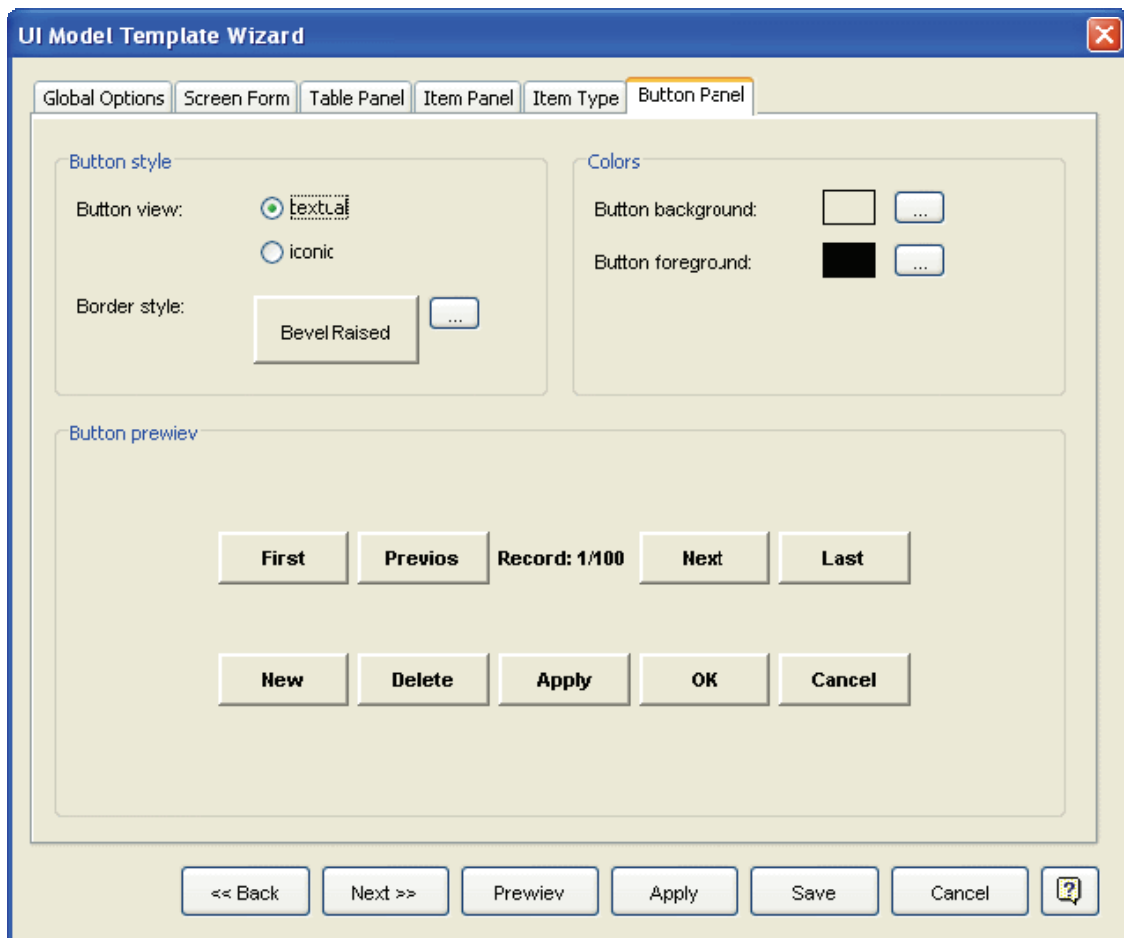 UI Model Template Wizard
Global Options Screen Form Table Panel Item Panel Item Type Button Panel
Button style
Button view: textual
iconic
Border style: Bevel Raised ...
Colors
Button background: ...
Button foreground: ...
Button prewiev
First Previos Record: 1/100 Next Last
New Delete Apply OK Cancel
<< Back Next >> Prewiev Apply Save Cancel ?